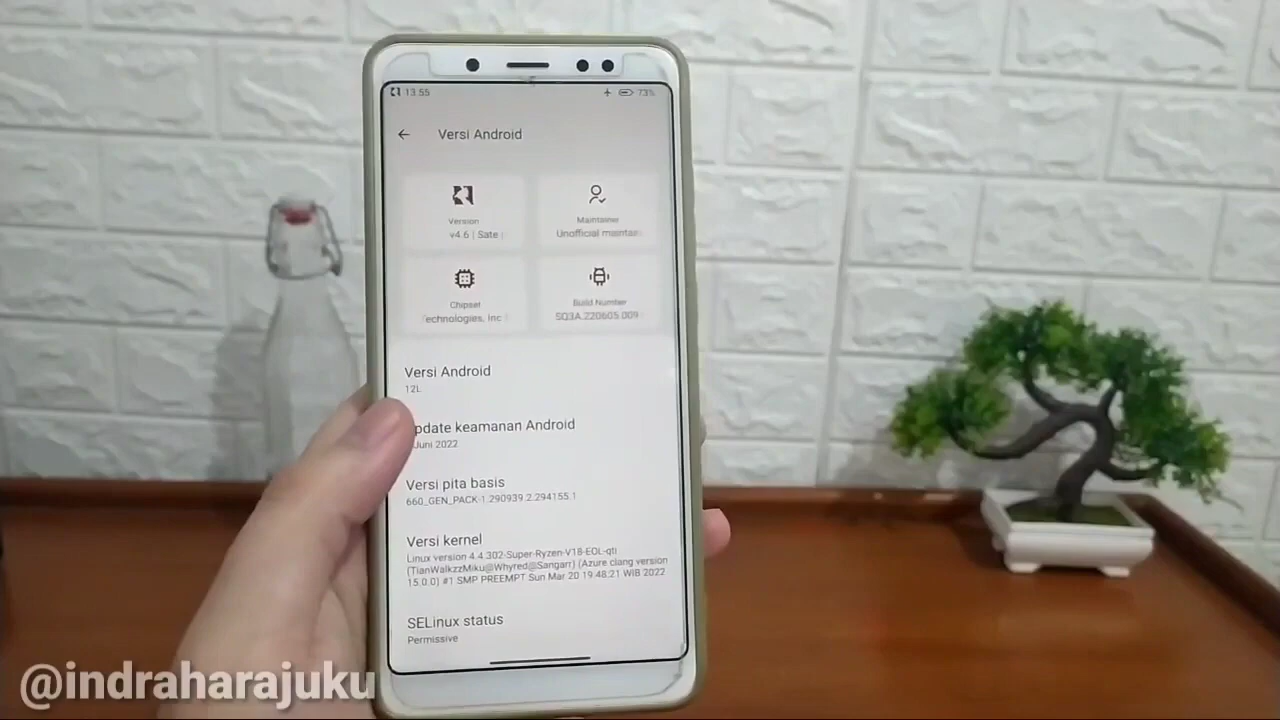 13.55
73%
Versi Android
Version
v4.6 | Sate
Maintainer
Unofficial maintai
Chipset
Technologies, Inc
Build Number
SQ3A.220605.009
Versi Android
12L
pdate keamanan Android
Juni 2022
Versi pita basis
660_GEN_PACK-1.290939.2.294155.1
Versi kernel
Linux version 4.4.302-Super-Ryzen-V18-EOL-qti
(TianWalkzzMiku@Whyred@Sangarr) (Azure clang version
15.0.0) #1 SMP PREEMPT Sun Mar 20 19:48:21 WIB 2022
SELinux status
Permissive
@indraharajuku